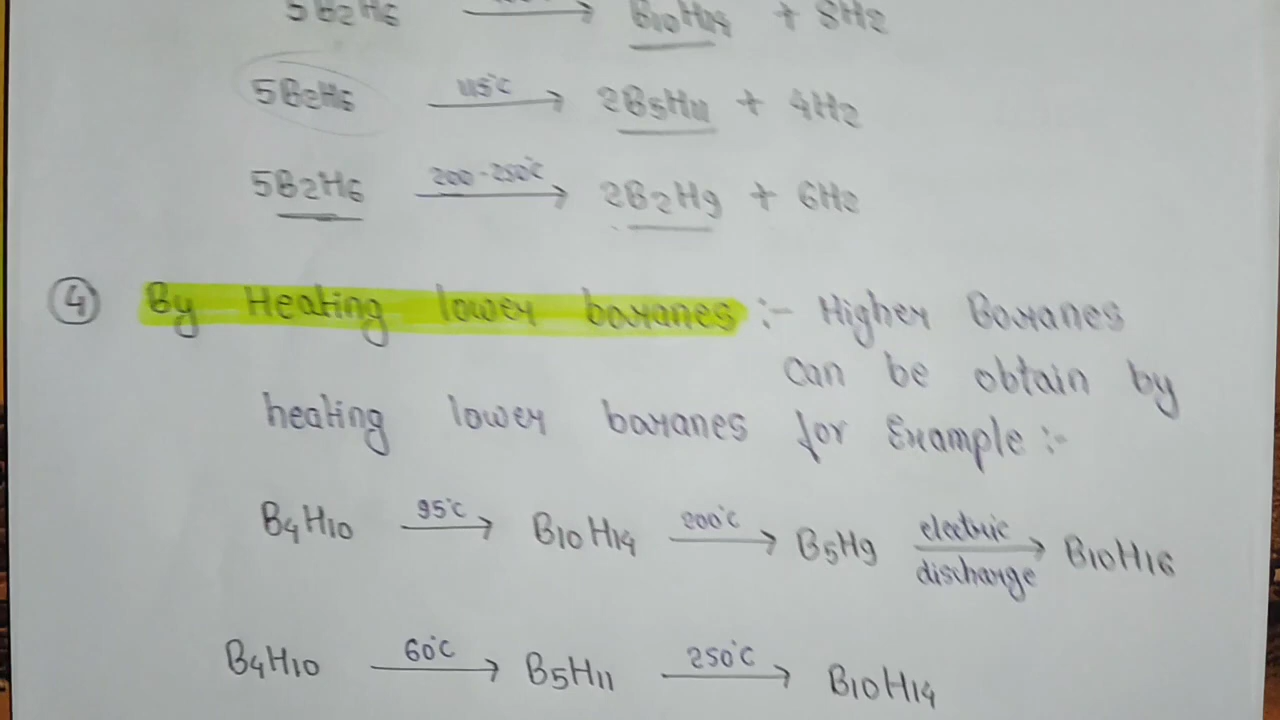 5B2H6 → B10H14 + 8H2
5B2H6 115°C → 2B5H11 + 4H2
5B2H6 200-250°C → 2B2H9 + 6H2
④ By Heating lower boranes :- Higher Boranes
can be obtain by
heating lower boranes for Example :-
B4H10 95°C → B10H14 200°C → B5H9 electric discharge → B10H16
B4H10 60°C → B5H11 250°C → B10H14